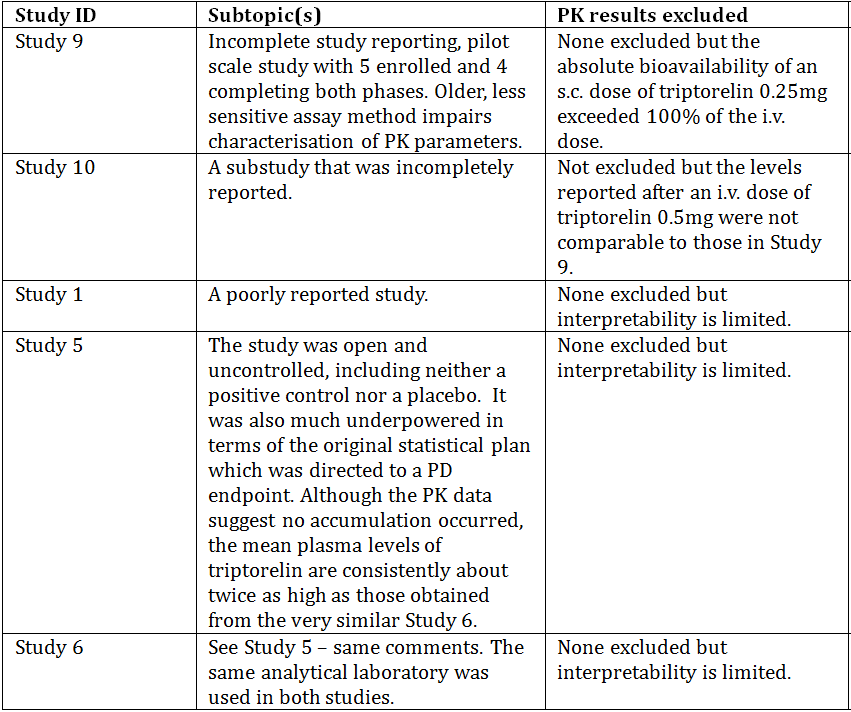 Study ID Subtopic(s) PK results excluded
Study 9
Incomplete study reporting, pilot
scale study with 5 enrolled and 4
completing both phases. Older, less
sensitive assay method impairs
characterisation of PK parameters.
None excluded but the
absolute bioavailability of an
s.c. dose of triptorelin 0.25mg
exceeded 100% of the i.v.
dose.
Study 10
A substudy that was incompletely
reported.
Not excluded but the levels
reported after an i.v. dose of
triptorelin 0.5mg were not
comparable to those in Study
9.
Study 1
A poorly reported study.
None excluded but
interpretability is limited.
Study 5
The study was open and
uncontrolled, including neither a
positive control nor a placebo.  It
was also much underpowered in
terms of the original statistical plan
which was directed to a PD
endpoint. Although the PK data
suggest no accumulation occurred,
the mean plasma levels of
triptorelin are consistently about
twice as high as those obtained
from the very similar Study 6.
None excluded but
interpretability is limited.
Study 6
See Study 5 – same comments. The
same analytical laboratory was
used in both studies.
None excluded but
interpretability is limited.